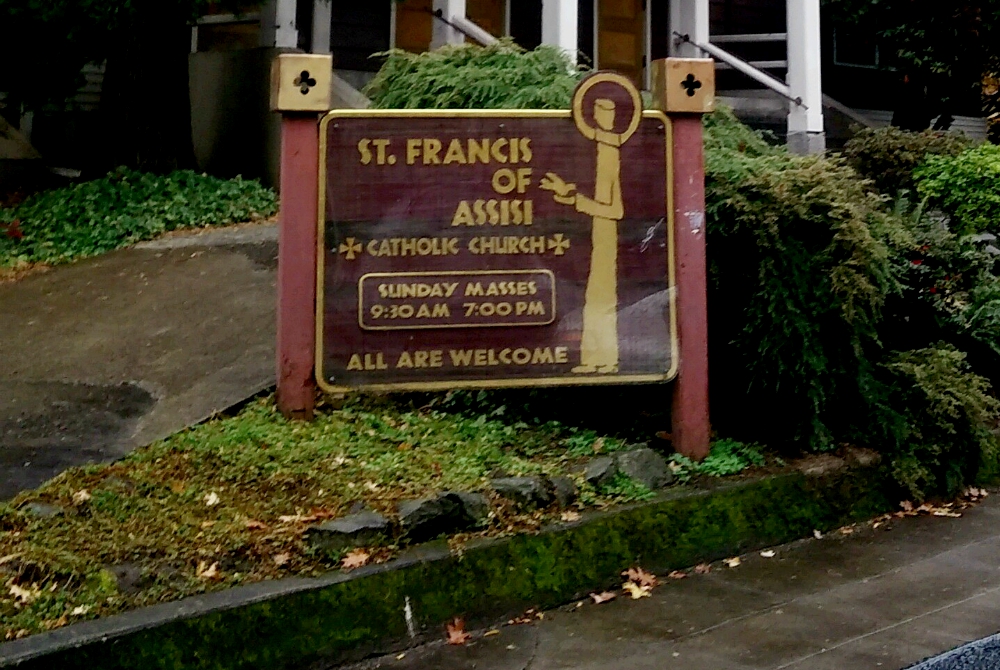 ST. FRANCIS
OF
ASSISI
CATHOLIC CHURCH
SUNDAY MASSES
9:30 AM 7:00 PM
ALL ARE WELCOME